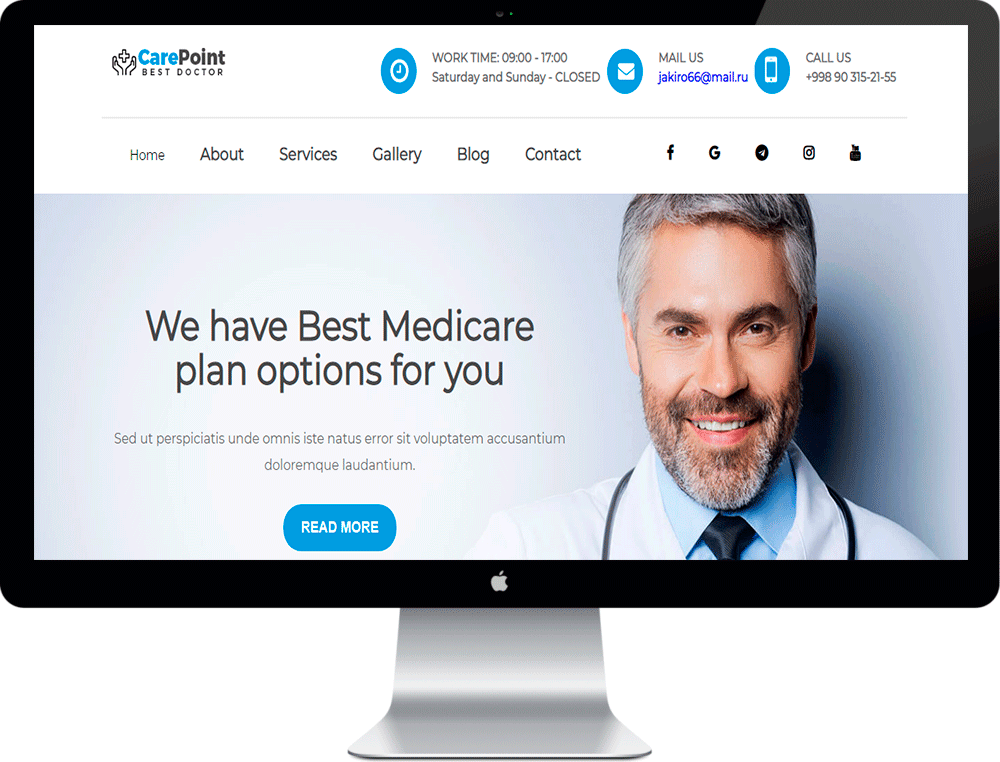 CarePoint
BEST DOCTOR
WORK TIME: 09:00 - 17:00
Saturday and Sunday - CLOSED
MAIL US
jakiro66@mail.ru
CALL US
+998 90 315-21-55
Home About Services Gallery Blog Contact
We have Best Medicare
plan options for you
Sed ut perspiciatis unde omnis iste natus error sit voluptatem accusantium
doloremque laudantium.
READ MORE